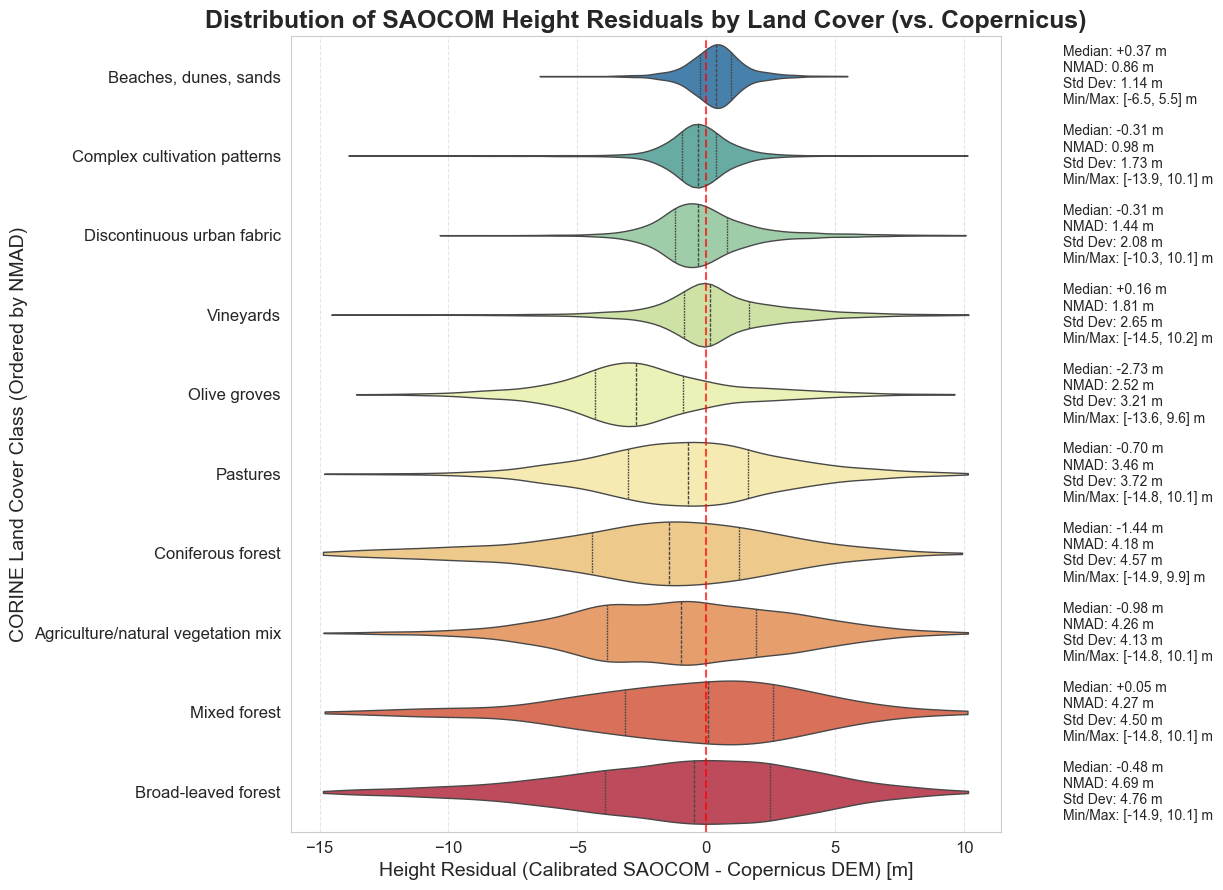 Distribution of SAOCOM Height Residuals by Land Cover (vs. Copernicus)
CORINE Land Cover Class (Ordered by NMAD)
Beaches, dunes, sands
Median: +0.37 m
NMAD: 0.86 m
Std Dev: 1.14 m
Min/Max: [-6.5, 5.5] m
Complex cultivation patterns
Median: -0.31 m
NMAD: 0.98 m
Std Dev: 1.73 m
Min/Max: [-13.9, 10.1] m
Discontinuous urban fabric
Median: -0.31 m
NMAD: 1.44 m
Std Dev: 2.08 m
Min/Max: [-10.3, 10.1] m
Vineyards
Median: +0.16 m
NMAD: 1.81 m
Std Dev: 2.65 m
Min/Max: [-14.5, 10.2] m
Olive groves
Median: -2.73 m
NMAD: 2.52 m
Std Dev: 3.21 m
Min/Max: [-13.6, 9.6] m
Pastures
Median: -0.70 m
NMAD: 3.46 m
Std Dev: 3.72 m
Min/Max: [-14.8, 10.1] m
Coniferous forest
Median: -1.44 m
NMAD: 4.18 m
Std Dev: 4.57 m
Min/Max: [-14.9, 9.9] m
Agriculture/natural vegetation mix
Median: -0.98 m
NMAD: 4.26 m
Std Dev: 4.13 m
Min/Max: [-14.8, 10.1] m
Mixed forest
Median: +0.05 m
NMAD: 4.27 m
Std Dev: 4.50 m
Min/Max: [-14.8, 10.1] m
Broad-leaved forest
Median: -0.48 m
NMAD: 4.69 m
Std Dev: 4.76 m
Min/Max: [-14.9, 10.1] m
−15 −10 −5 0 5 10
Height Residual (Calibrated SAOCOM - Copernicus DEM) [m]